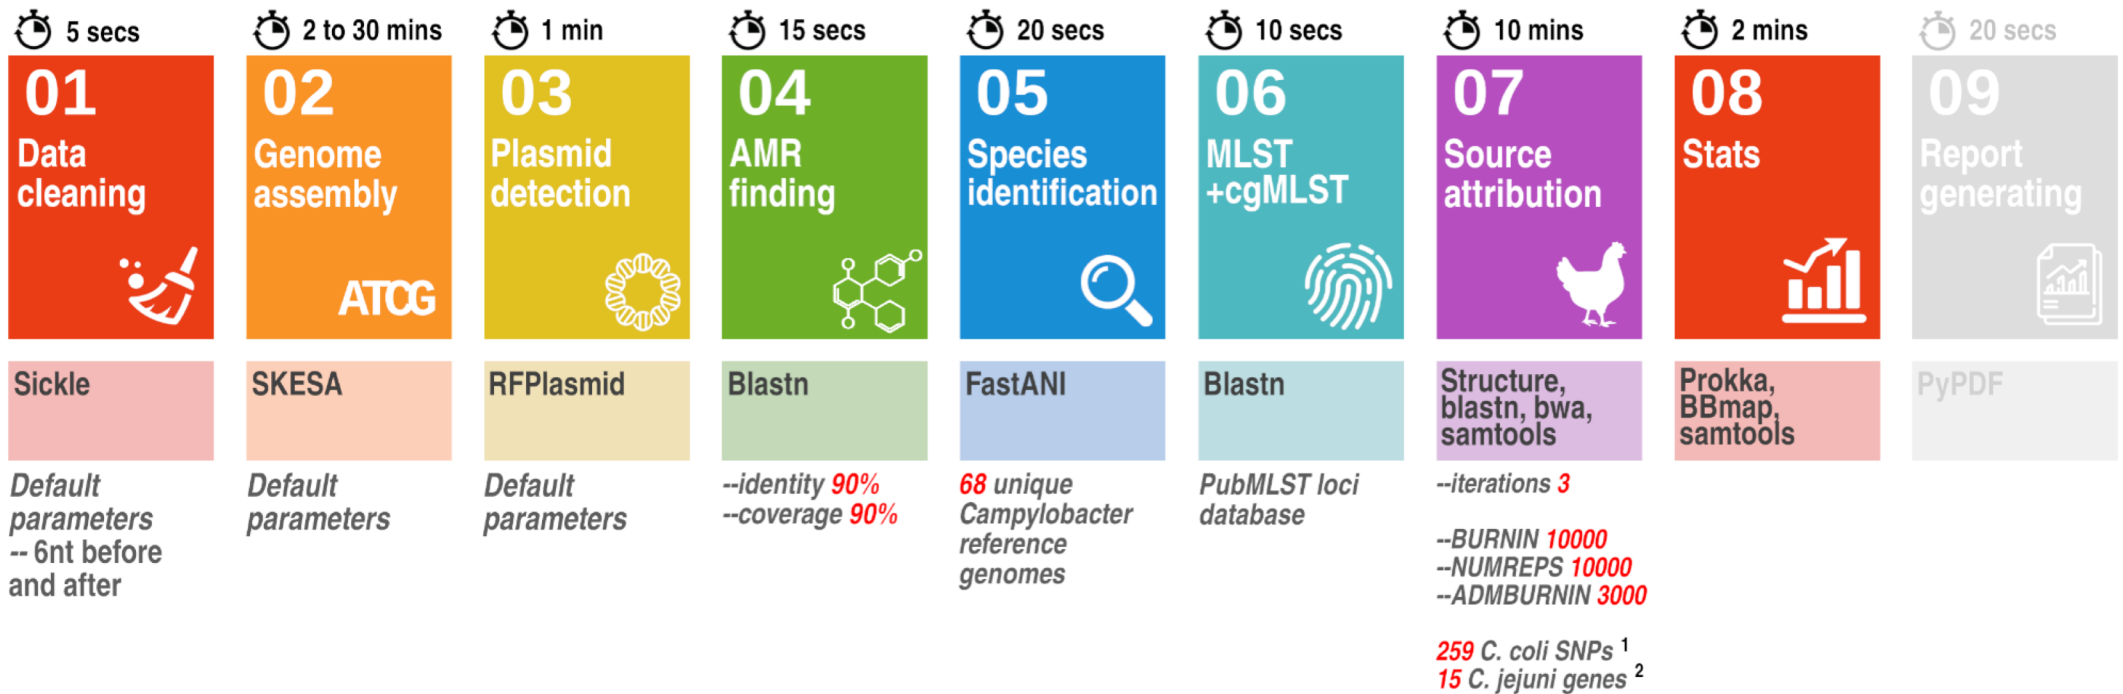 5 secs
2 to 30 mins
1 min
15 secs
20 secs
10 secs
10 mins
2 mins
20 secs
01
Data
cleaning
02
Genome
assembly
ATCG
03
Plasmid
detection
04
AMR
finding
05
Species
identification
06
MLST
+cgMLST
07
Source
attribution
08
Stats
09
Report
generating
Sickle
SKESA
RFPlasmid
Blastn
FastANI
Blastn
Structure,
blastn, bwa,
samtools
Prokka,
BBmap,
samtools
PyPDF
Default
parameters
-- 6nt before
and after
Default
parameters
Default
parameters
--identity 90%
--coverage 90%
68 unique
Campylobacter
reference
genomes
PubMLST loci
database
--iterations 3
--BURNIN 10000
--NUMREPS 10000
--ADMBURNIN 3000
259 C. coli SNPs 1
15 C. jejuni genes 2